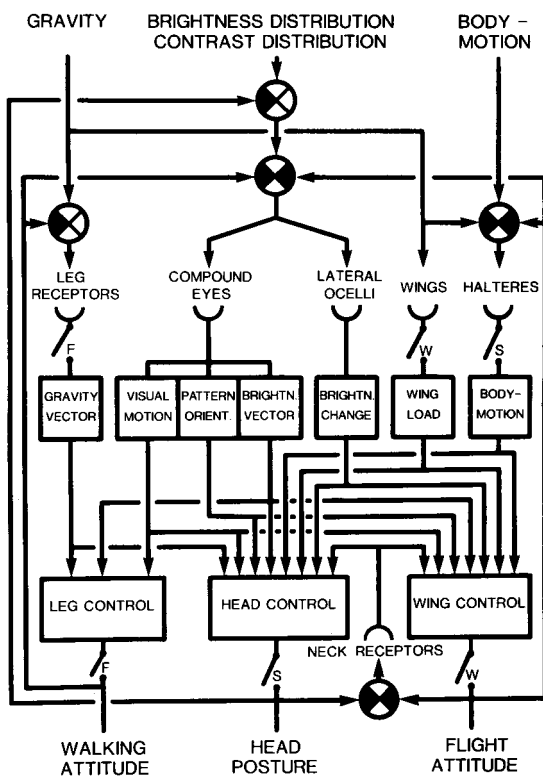 GRAVITY
BRIGHTNESS DISTRIBUTION
CONTRAST DISTRIBUTION
BODY –
MOTION
LEG
RECEPTORS
COMPOUND
EYES
LATERAL
OCELLI
WINGS
HALTERES
F
W
S
GRAVITY
VECTOR
VISUAL
MOTION
PATTERN
ORIENT.
BRIGHTN.
VECTOR
BRIGHTN.
CHANGE
WING
LOAD
BODY–
MOTION
LEG CONTROL
HEAD CONTROL
WING CONTROL
NECK RECEPTORS
F
S
W
WALKING
ATTITUDE
HEAD
POSTURE
FLIGHT
ATTITUDE